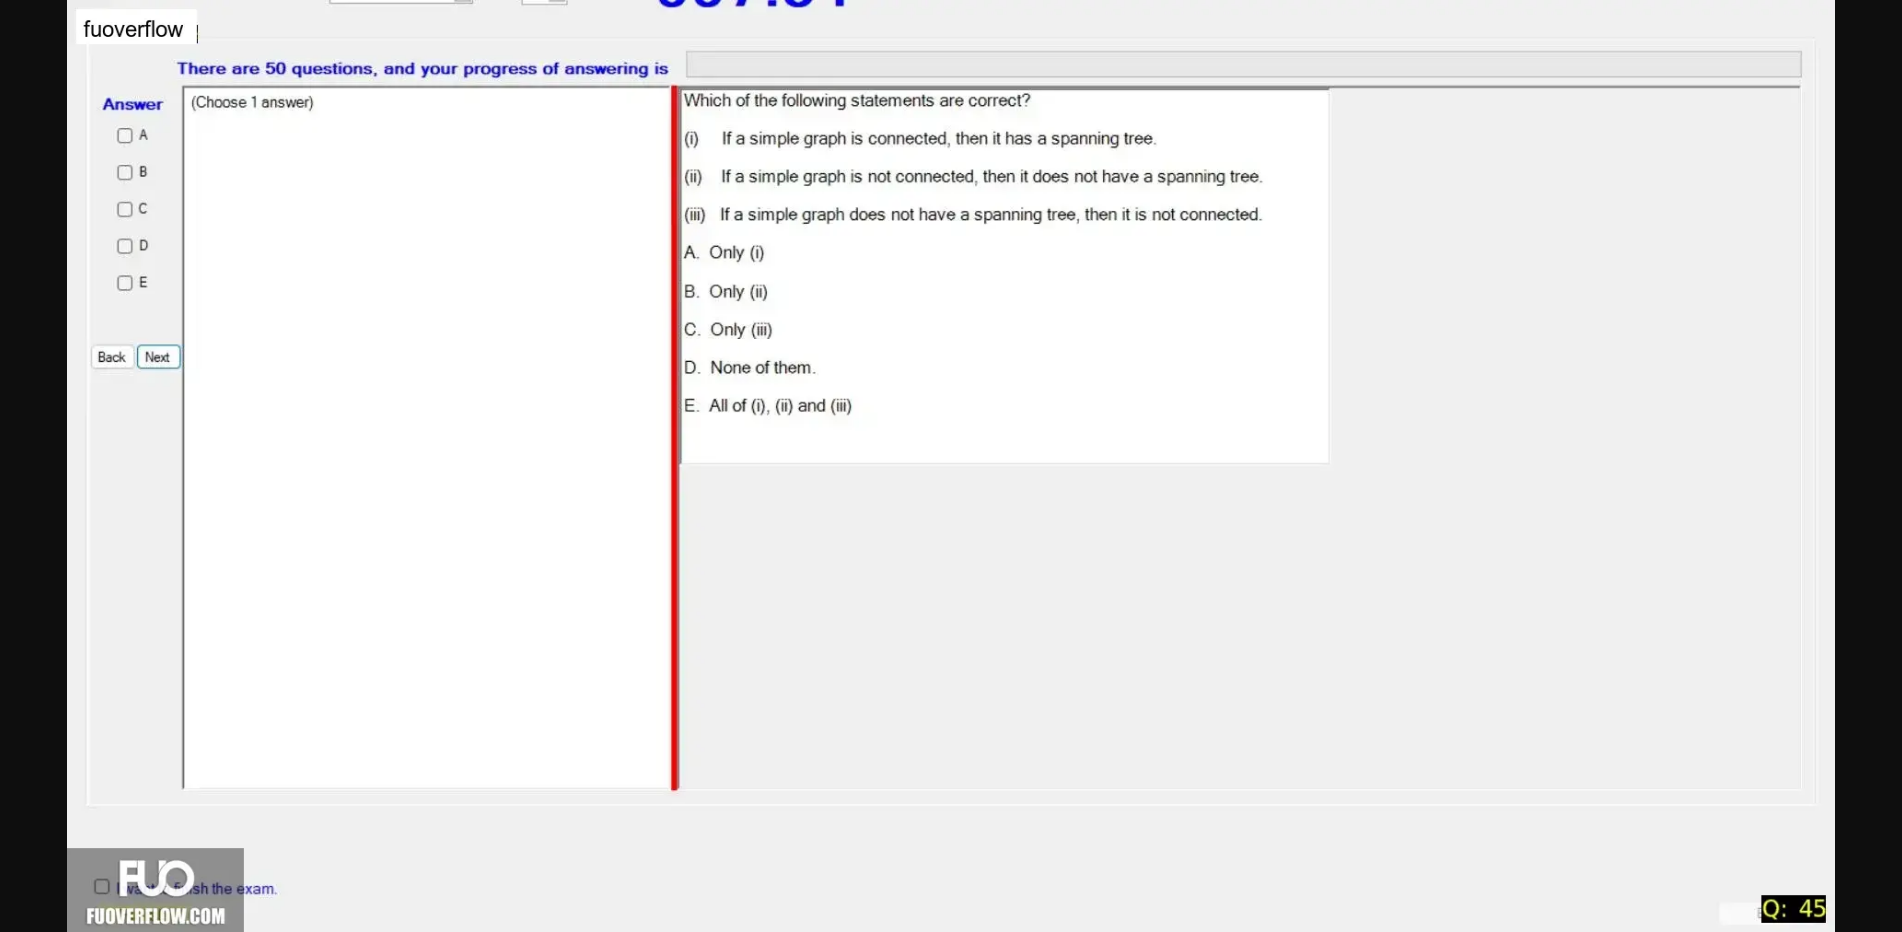 fuoverflow
There are 50 questions, and your progress of answering is
Answer
(Choose 1 answer)
A
B
C
D
E
Back Next
Which of the following statements are correct?
(i) If a simple graph is connected, then it has a spanning tree.
(ii) If a simple graph is not connected, then it does not have a spanning tree.
(iii) If a simple graph does not have a spanning tree, then it is not connected.
A. Only (i)
B. Only (ii)
C. Only (iii)
D. None of them.
E. All of (i), (ii) and (iii)
FUO
the exam.
FUOVERFLOW.COM
Q: 45